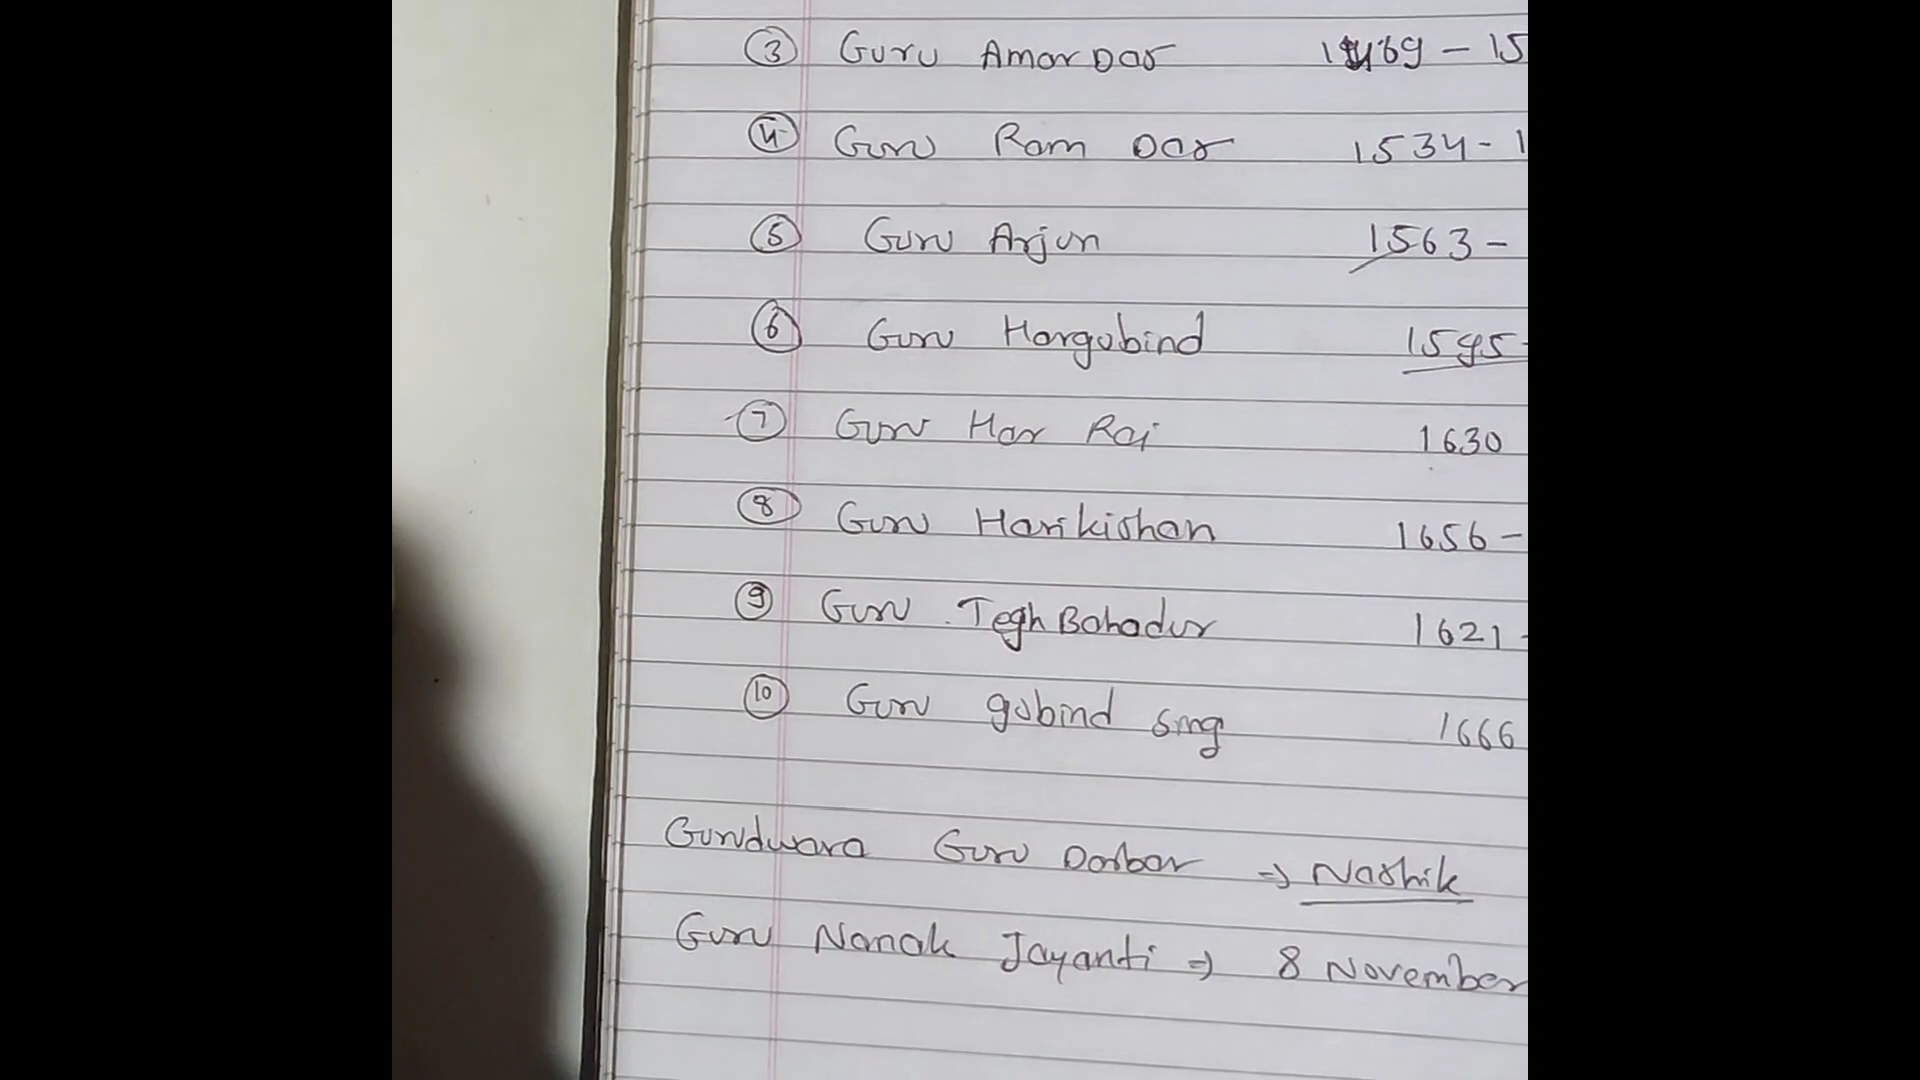 ③ Guru Amar Das 1469 - 15
④ Guru Ram Das 1534 - 1
⑤ Guru Arjun 1563 -
⑥ Guru Hargobind 1595 -
⑦ Guru Har Rai 1630
⑧ Guru Harikishan 1656 -
⑨ Guru Tegh Bahadur 1621 -
⑩ Guru gobind sing 1666
Gurudwara Guru Darbar → Nashik
Guru Nanak Jayanti → 8 November